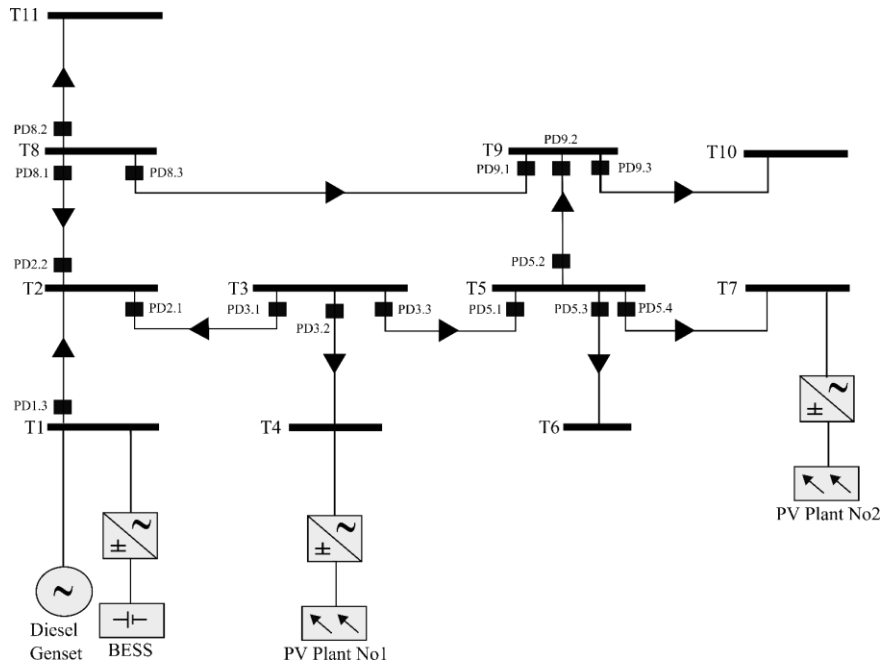 T11
PD8.2
T8
PD8.1
PD8.3
T9
PD9.2
PD9.1
PD9.3
T10
PD2.2
PD5.2
T2
PD2.1
T3
PD3.1
PD3.2
PD3.3
T5
PD5.1
PD5.3
PD5.4
T7
PD1.3
T1
T4
T6
PV Plant No2
Diesel
Genset
BESS
PV Plant No1